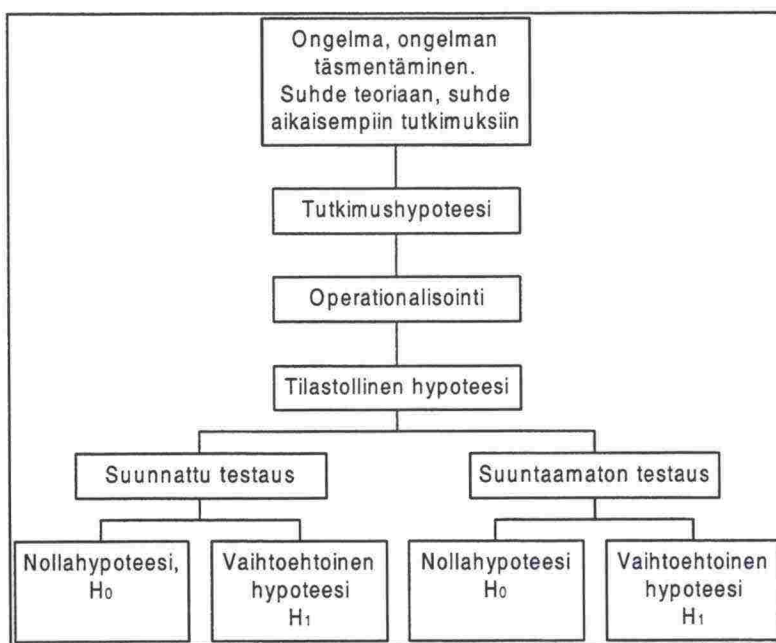 Ongelma, ongelman
täsmentäminen.
Suhde teoriaan, suhde
aikaisempiin tutkimuksiin
Tutkimushypoteesi
Operationalisointi
Tilastollinen hypoteesi
Suunnattu testaus
Suuntaamaton testaus
Nollahypoteesi,
H₀
Vaihtoehtoinen
hypoteesi
H₁
Nollahypoteesi
H₀
Vaihtoehtoinen
hypoteesi
H₁